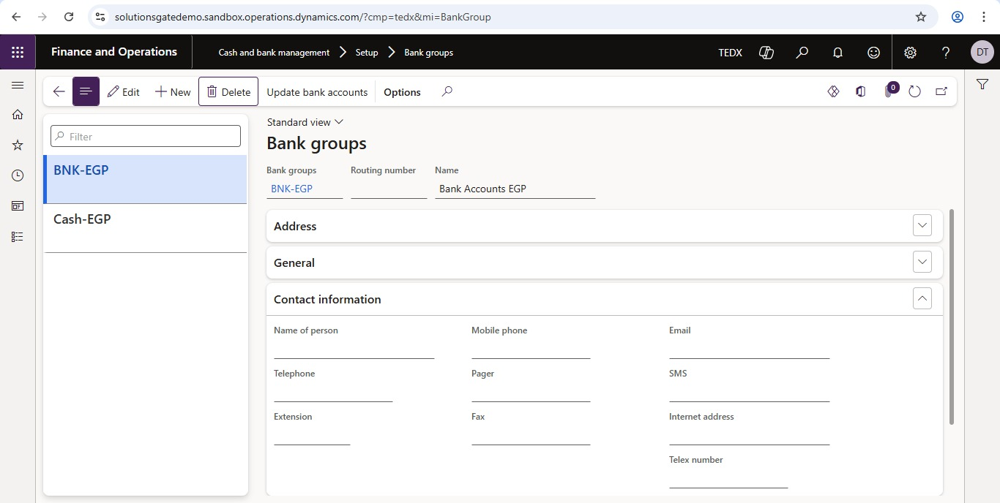 solutionsgatedemo.sandbox.operations.dynamics.com/?cmp=tedx&mi=BankGroup
Finance and Operations
Cash and bank management > Setup > Bank groups
TEDX
?
DT
Edit
New
Delete
Update bank accounts
Options
0
Filter
BNK-EGP
Cash-EGP
Standard view
Bank groups
Bank groups Routing number Name
BNK-EGP Bank Accounts EGP
Address
General
Contact information
Name of person Mobile phone Email
Telephone Pager SMS
Extension Fax Internet address
Telex number